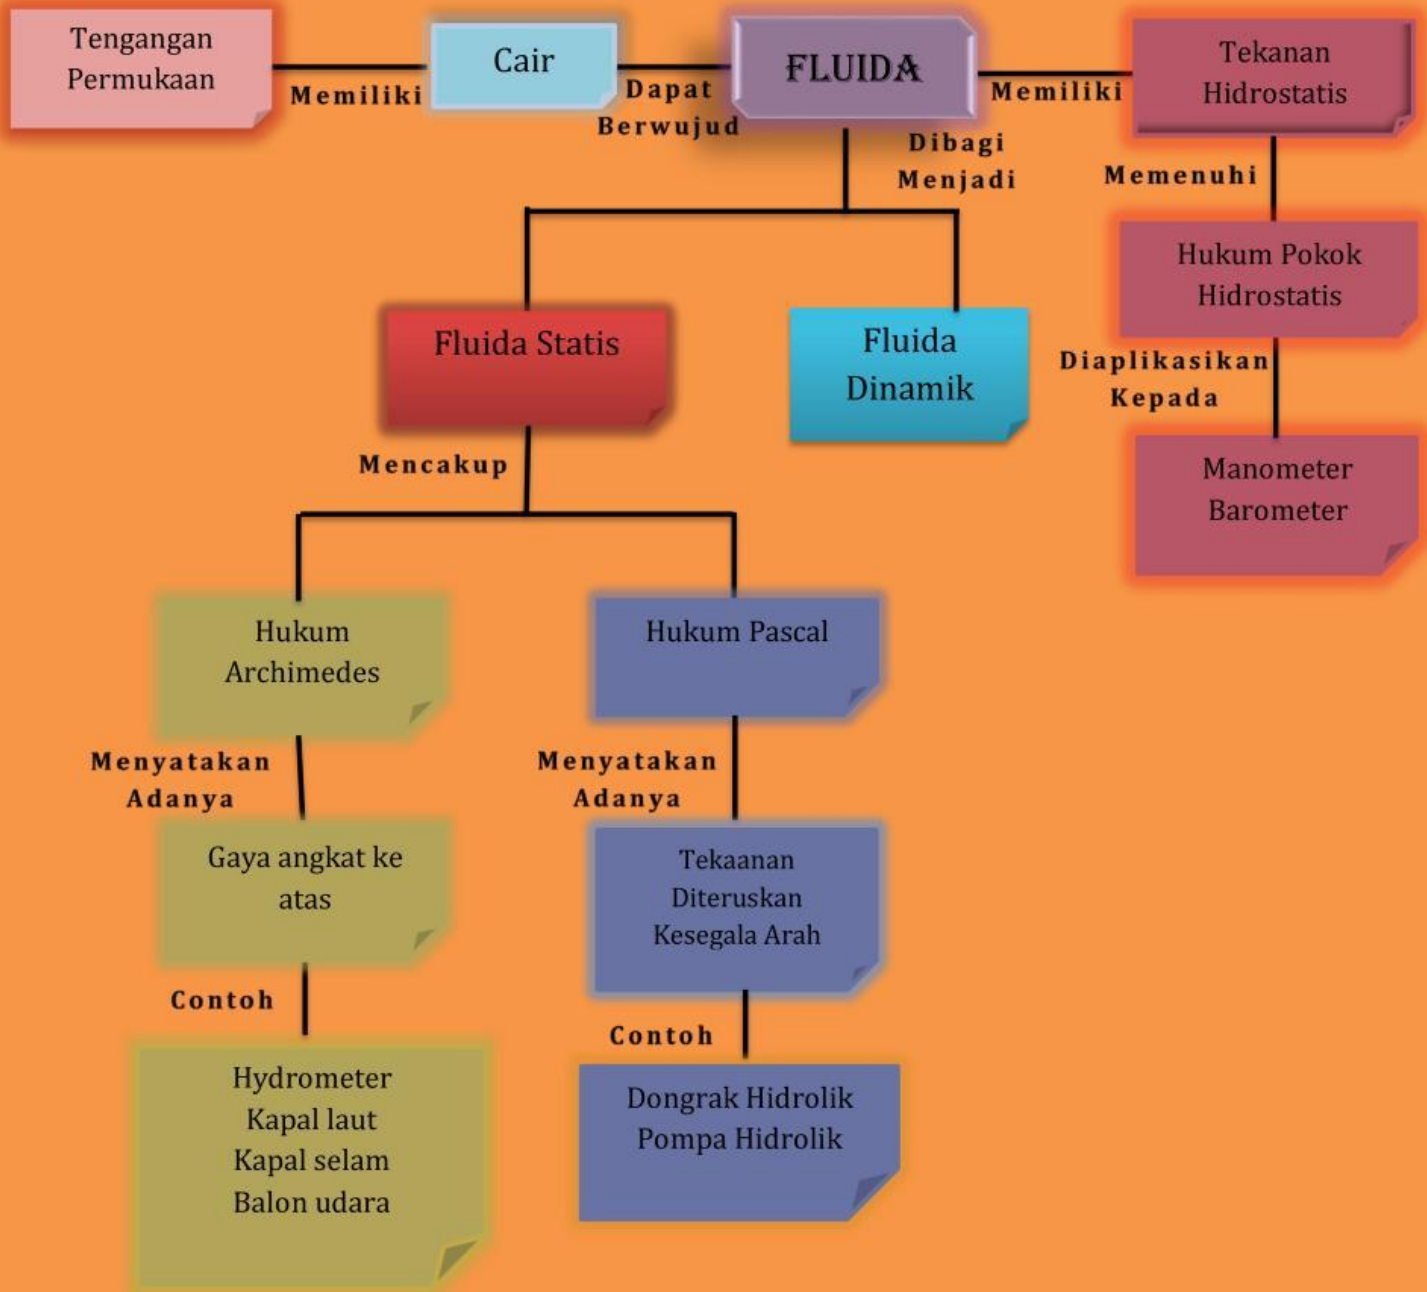 Tengangan
Permukaan
Memiliki
Cair
Dapat
Berwujud
FLUIDA
Memiliki
Tekanan
Hidrostatis
Dibagi
Menjadi
Memenuhi
Hukum Pokok
Hidrostatis
Diaplikasikan
Kepada
Manometer
Barometer
Fluida Statis
Fluida
Dinamik
Mencakup
Hukum
Archimedes
Menyatakan
Adanya
Gaya angkat ke
atas
Contoh
Hydrometer
Kapal laut
Kapal selam
Balon udara
Hukum Pascal
Menyatakan
Adanya
Tekaanan
Diteruskan
Kesegala Arah
Contoh
Dongrak Hidrolik
Pompa Hidrolik